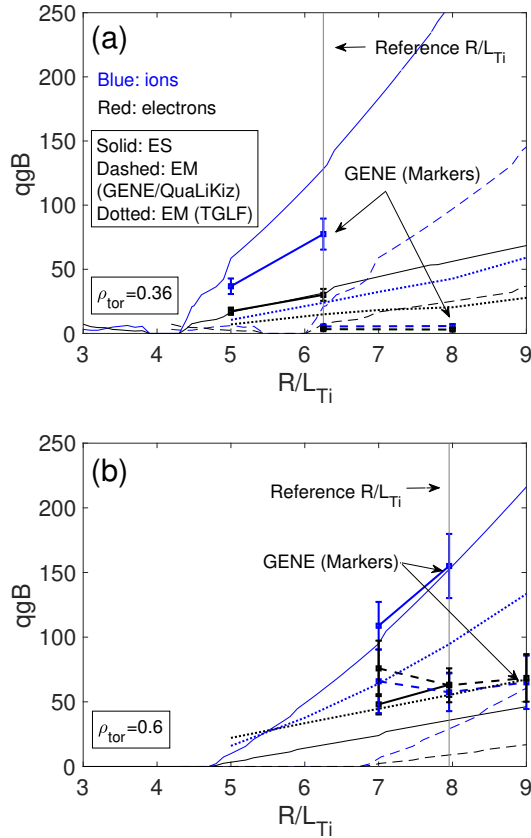 (a)
Reference R/L_Ti
Blue: ions
Red: electrons
Solid: ES
Dashed: EM
(GENE/QuaLiKiz)
Dotted: EM (TGLF)
GENE (Markers)
ρ_tor=0.36
qgB
250
200
150
100
50
0
3 4 5 6 7 8 9
R/L_Ti
(b)
Reference R/L_Ti
GENE (Markers)
ρ_tor=0.6
qgB
250
200
150
100
50
0
3 4 5 6 7 8 9
R/L_Ti